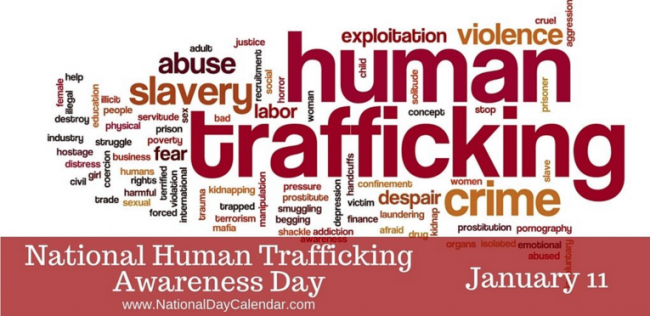 cruel
aggression
exploitation violence
adult justice
abuse human
female help recruitment social horror child solitude prisoner
illegal slavery woman
destroy education illicit people servitude sex bad labor concept stop
industry physical prison trafficking
hostage struggle poverty
distress coercion business fear
girl humans kidnapping pressure confinement handcuffs women slave
civil rights terrified violation international prostitute victim despair crime
trade harmful trauma trapped manipulation smuggling depression laundering
sexual terrorism begging finance
forced mafia shackle addiction afraid drug kidnap prostitution pornography
awareness organs isolated emotional
abused
National Human Trafficking
Awareness Day
January 11
www.NationalDayCalendar.com